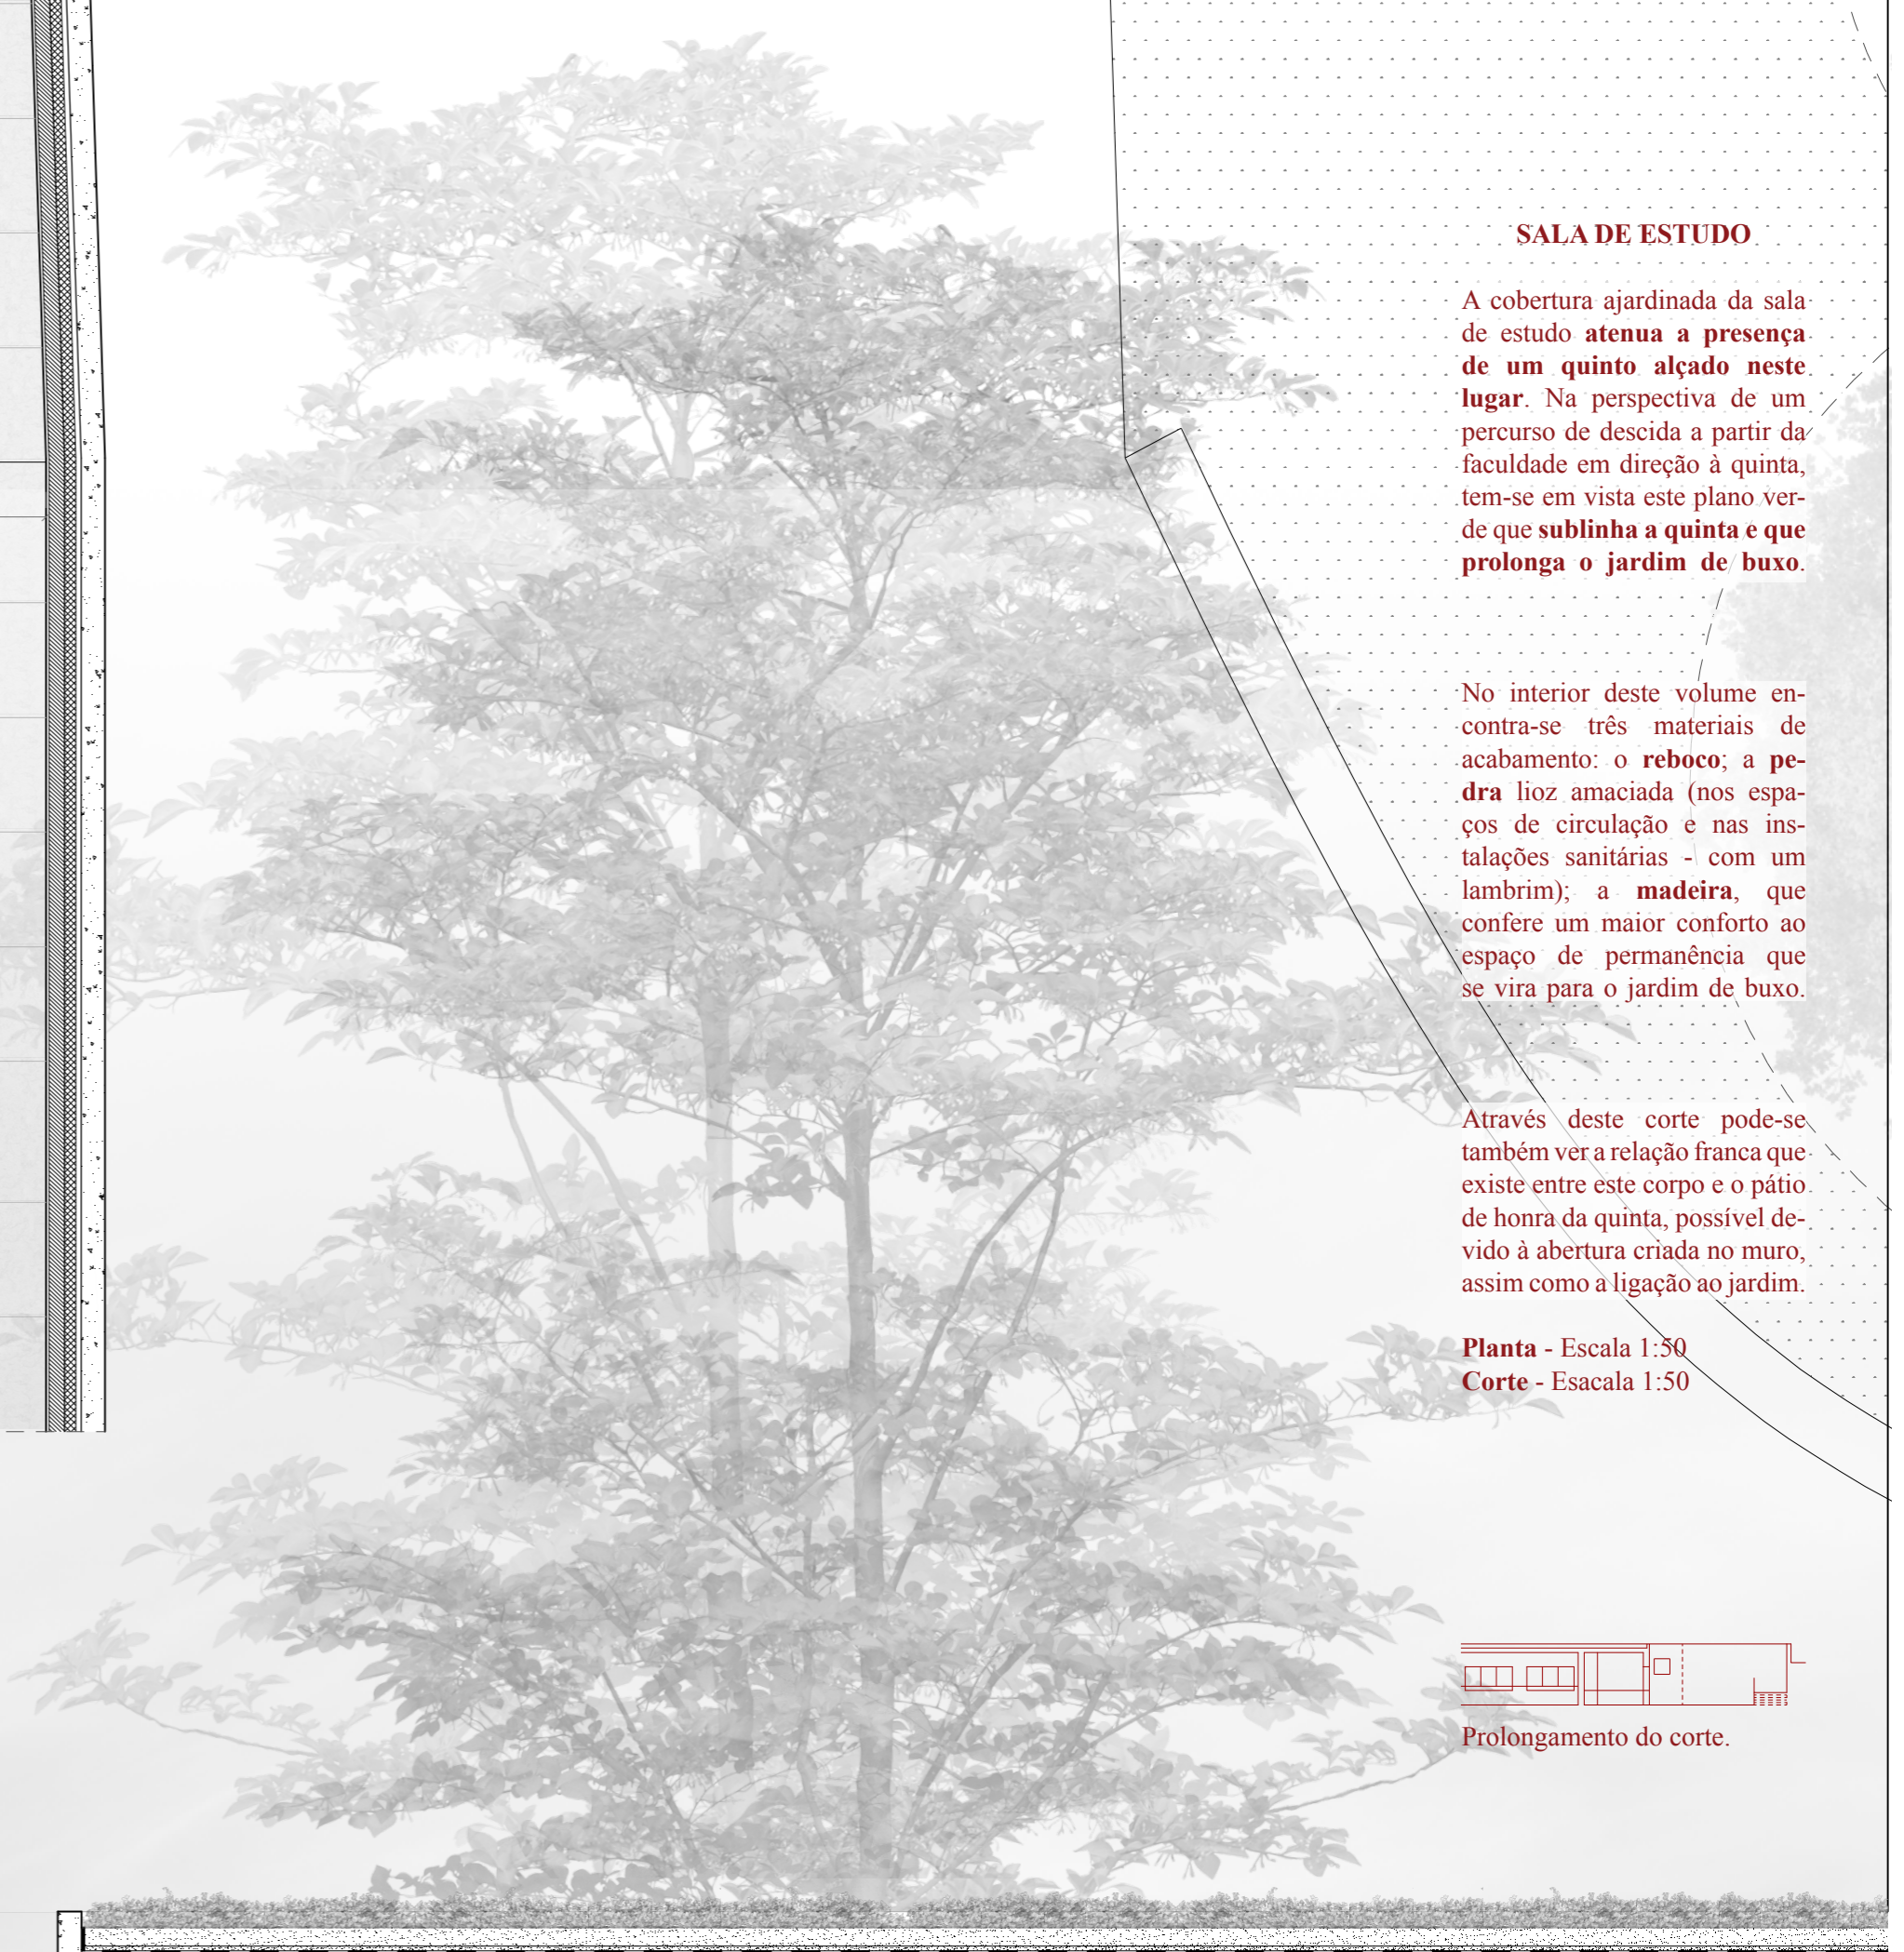 SALA DE ESTUDO
A cobertura ajardinada da sala
de estudo atenua a presença
de um quinto alçado neste
lugar. Na perspectiva de um
percurso de descida a partir da
faculdade em direção à quinta,
tem-se em vista este plano ver-
de que sublinha a quinta e que
prolonga o jardim de buxo.
No interior deste volume en-
contra-se três materiais de
acabamento: o reboco; a pe-
dra lioz amaciada (nos espa-
ços de circulação e nas ins-
talações sanitárias - com um
lambrim); a madeira, que
confere um maior conforto ao
espaço de permanência que
se vira para o jardim de buxo.
Através deste corte pode-se
também ver a relação franca que
existe entre este corpo e o pátio
de honra da quinta, possível de-
vido à abertura criada no muro,
assim como a ligação ao jardim.
Planta - Escala 1:50
Corte - Esacala 1:50
Prolongamento do corte.